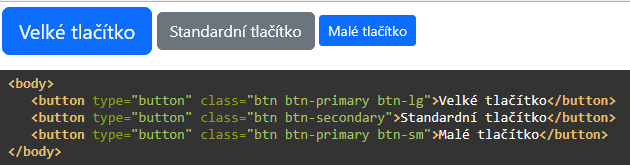 Velké tlačítko Standardní tlačítko Malé tlačítko
<body>
<button type="button" class="btn btn-primary btn-lg">Velké tlačítko</button>
<button type="button" class="btn btn-secondary">Standardní tlačítko</button>
<button type="button" class="btn btn-primary btn-sm">Malé tlačítko</button>
</body>